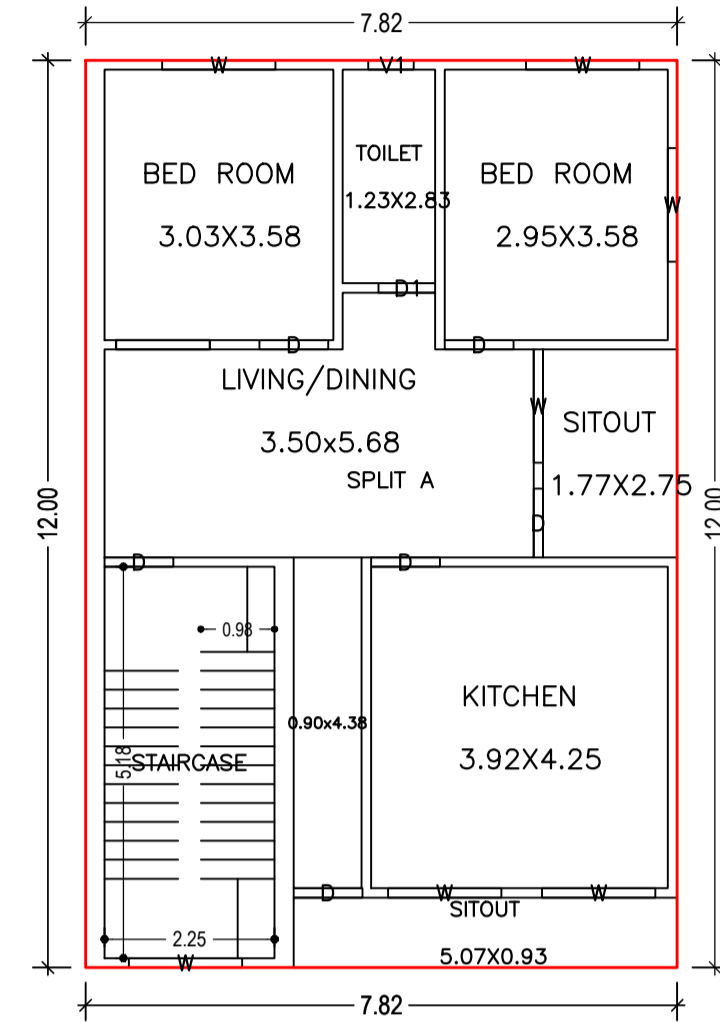 7.82
W V1 W
BED ROOM
3.03X3.58
TOILET
1.23X2.83
BED ROOM
2.95X3.58
W
D1
D
D
LIVING/DINING
3.50x5.68
SPLIT A
W
SITOUT
1.77X2.75
D
12.00
12.00
D
D
0.98
5.18
STAIRCASE
0.90x4.38
KITCHEN
3.92X4.25
D
W
W
SITOUT
5.07X0.93
2.25
W
7.82